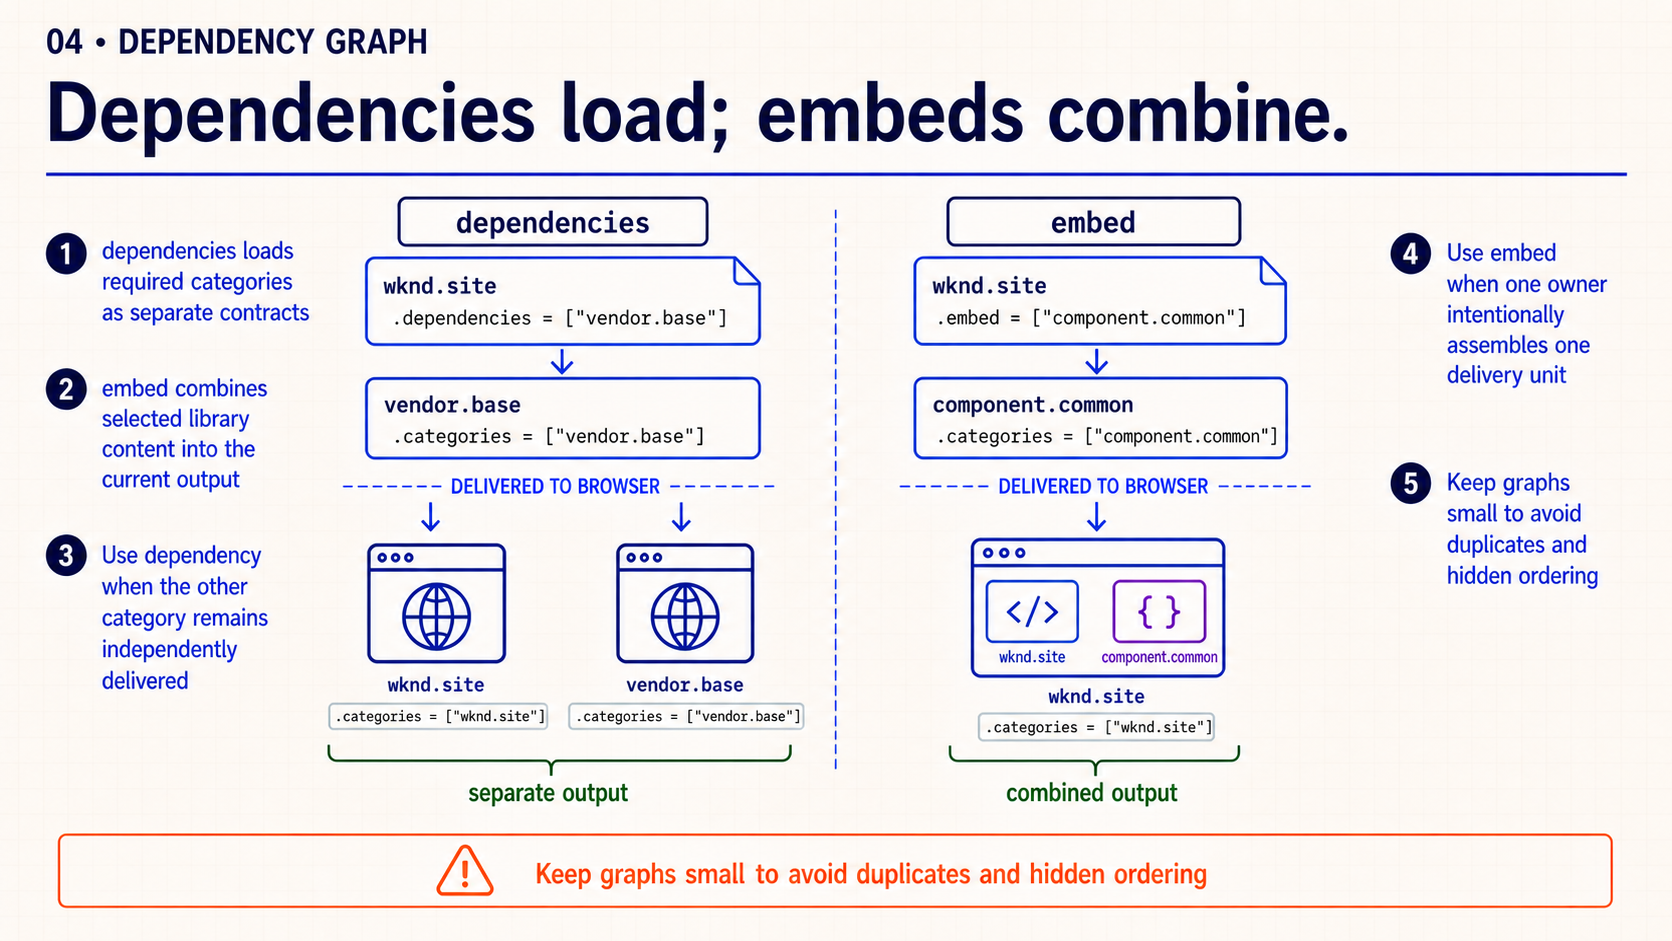 04 • DEPENDENCY GRAPH
Dependencies load; embeds combine.
1
dependencies loads
required categories
as separate contracts
2
embed combines
selected library
content into the
current output
3
Use dependency
when the other
category remains
independently
delivered
dependencies
wknd.site
.dependencies = ["vendor.base"]
vendor.base
.categories = ["vendor.base"]
DELIVERED TO BROWSER
wknd.site
.categories = ["wknd.site"]
vendor.base
.categories = ["vendor.base"]
separate output
embed
wknd.site
.embed = ["component.common"]
component.common
.categories = ["component.common"]
DELIVERED TO BROWSER
</>
wknd.site
{ }
component.common
wknd.site
.categories = ["wknd.site"]
combined output
4
Use embed
when one owner
intentionally
assembles one
delivery unit
5
Keep graphs
small to avoid
duplicates and
hidden ordering
Keep graphs small to avoid duplicates and hidden ordering